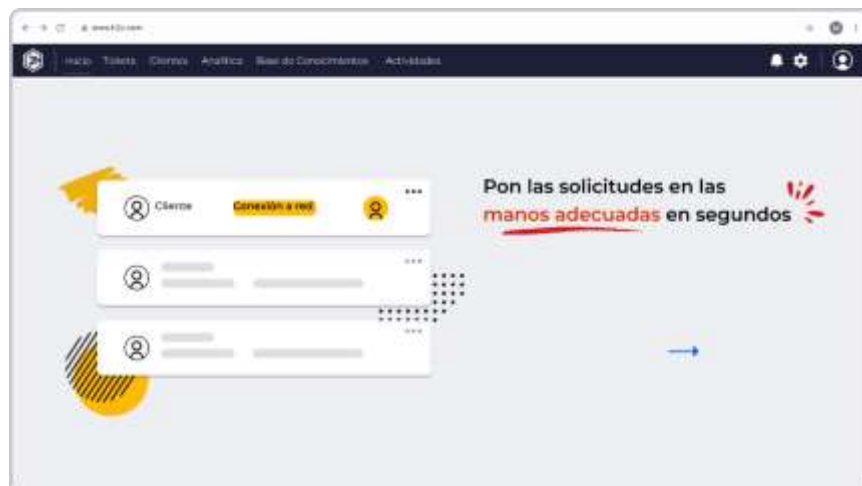 Inicio Tickets Clientes Analítica Base de Conocimientos Actividades
Cliente Conexión a red
Pon las solicitudes en las
manos adecuadas en segundos